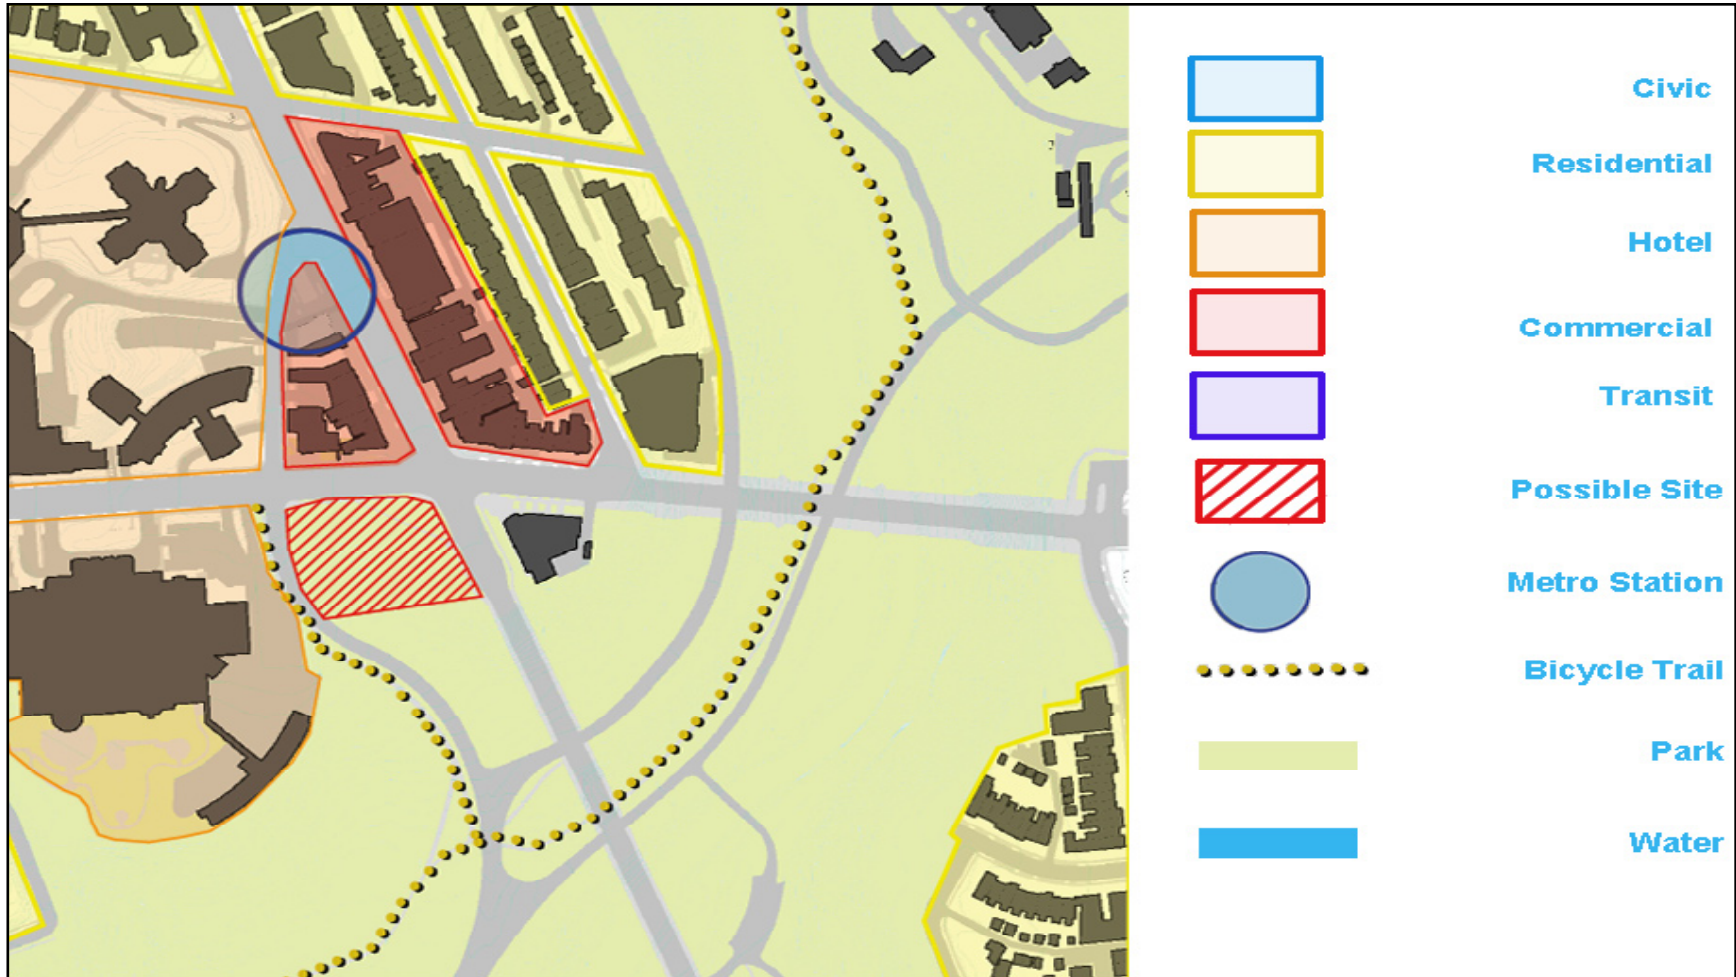 Civic
Residential
Hotel
Commercial
Transit
Possible Site
Metro Station
Bicycle Trail
Park
Water